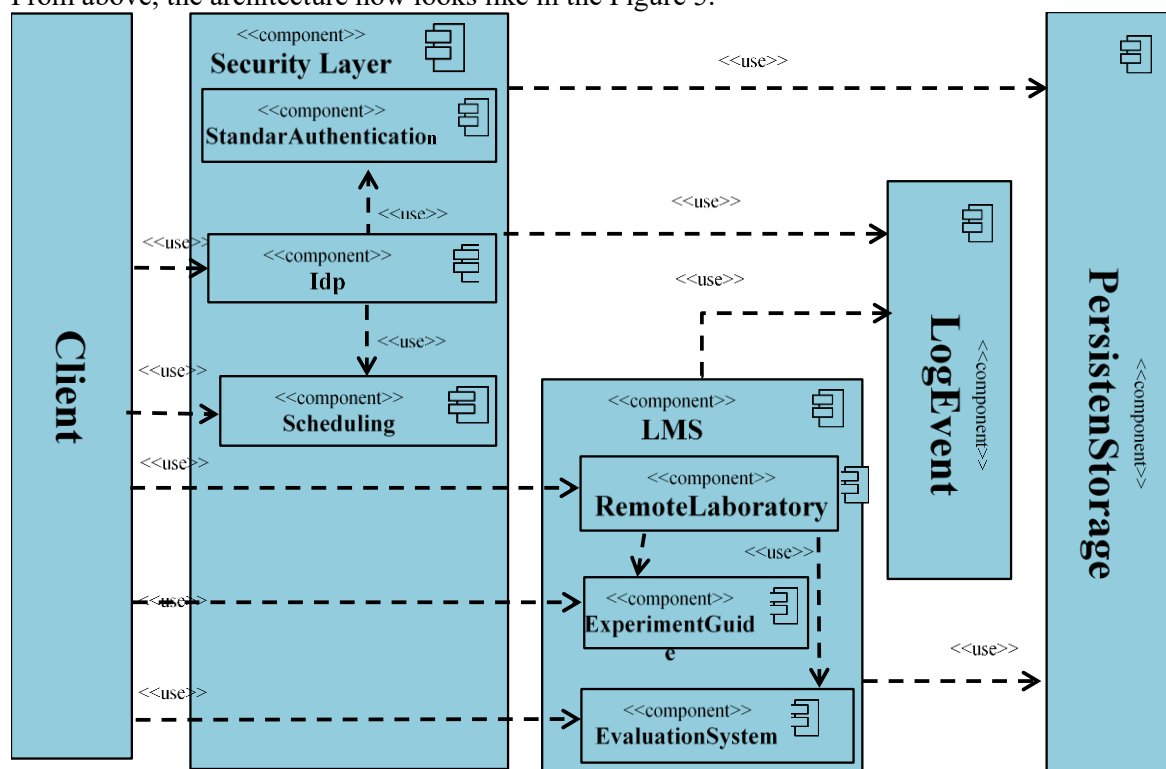 From above, the architecture now looks like in the Figure 5.
<<component>>
Security Layer
<<component>>
StandarAuthentication
<<use>>
<<component>>
Idp
<<use>>
<<component>>
Scheduling
Client
<<use>>
<<use>>
<<use>>
<<use>>
<<use>>
<<use>>
<<use>>
<<use>>
<<component>>
LMS
<<component>>
RemoteLaboratory
<<use>>
<<component>>
ExperimentGuid
e
<<component>>
EvaluationSystem
<<component>>
LogEvent
<<use>>
<<component>>
PersistenStorage